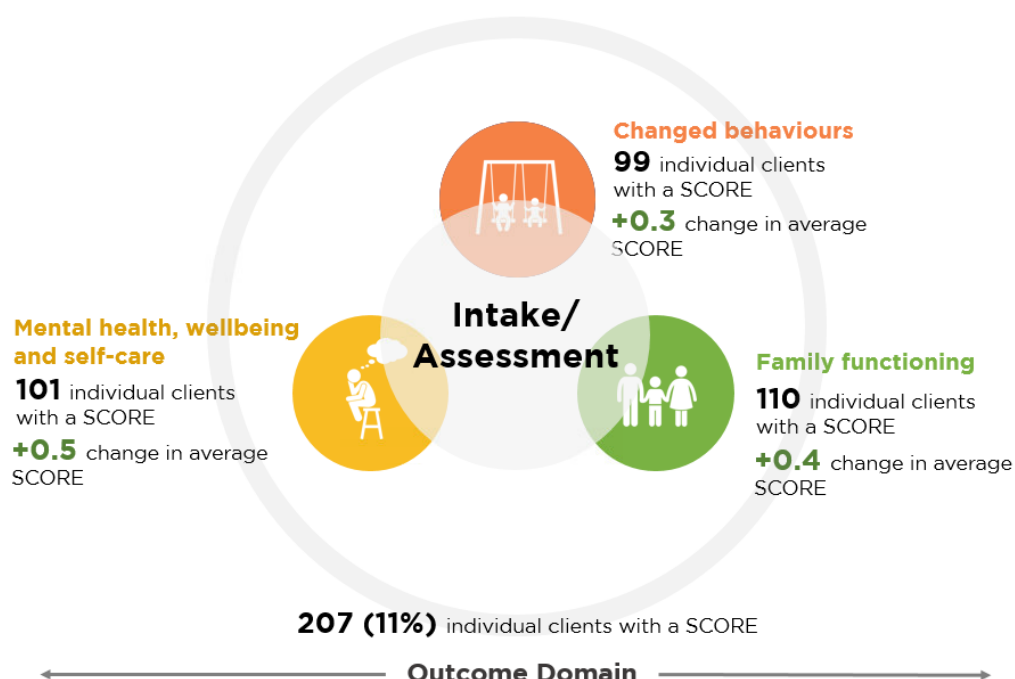 Changed behaviours
99 individual clients
with a SCORE
+0.3 change in average
SCORE
Intake/
Assessment
Mental health, wellbeing
and self-care
101 individual clients
with a SCORE
+0.5 change in average
SCORE
Family functioning
110 individual clients
with a SCORE
+0.4 change in average
SCORE
207 (11%) individual clients with a SCORE
Outcome Domain